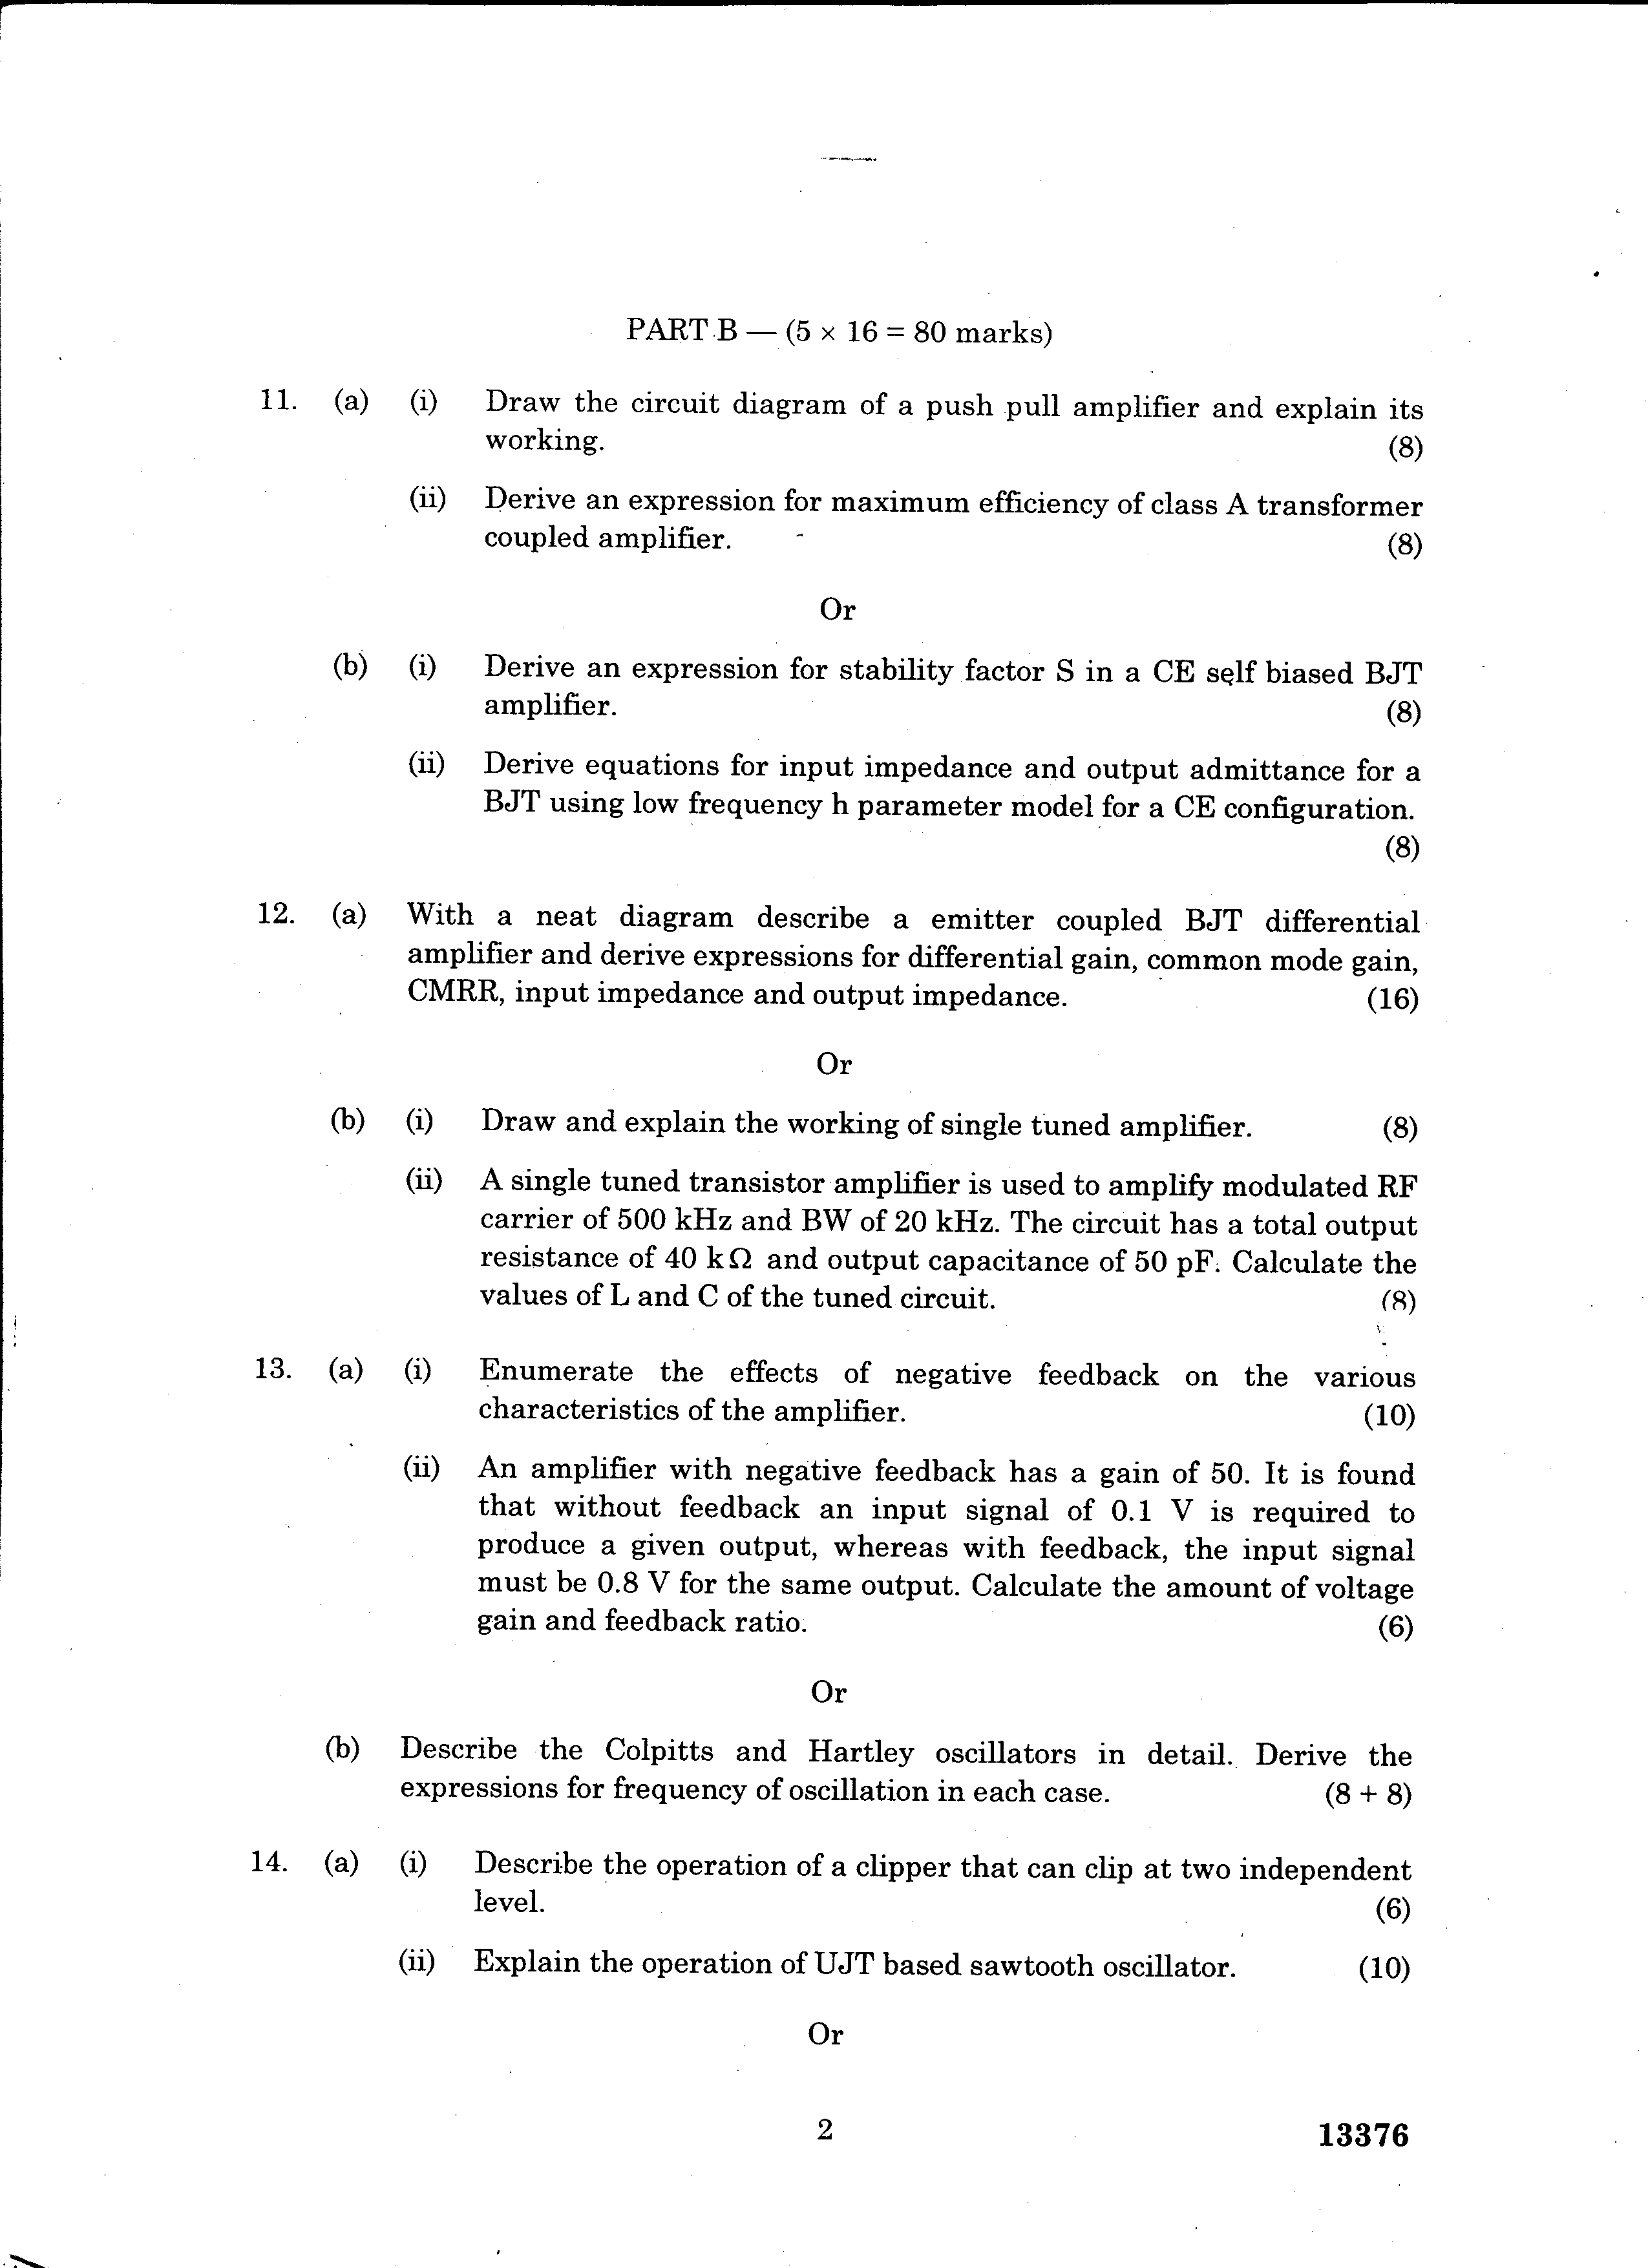 PART B — (5 × 16 = 80 marks)
11. (a) (i) Draw the circuit diagram of a push pull amplifier and explain its
working. (8)
(ii) Derive an expression for maximum efficiency of class A transformer
coupled amplifier. (8)
Or
(b) (i) Derive an expression for stability factor S in a CE self biased BJT
amplifier. (8)
(ii) Derive equations for input impedance and output admittance for a
BJT using low frequency h parameter model for a CE configuration.
(8)
12. (a) With a neat diagram describe a emitter coupled BJT differential
amplifier and derive expressions for differential gain, common mode gain,
CMRR, input impedance and output impedance. (16)
Or
(b) (i) Draw and explain the working of single tuned amplifier. (8)
(ii) A single tuned transistor amplifier is used to amplify modulated RF
carrier of 500 kHz and BW of 20 kHz. The circuit has a total output
resistance of 40 k Ω and output capacitance of 50 pF. Calculate the
values of L and C of the tuned circuit. (8)
13. (a) (i) Enumerate the effects of negative feedback on the various
characteristics of the amplifier. (10)
(ii) An amplifier with negative feedback has a gain of 50. It is found
that without feedback an input signal of 0.1 V is required to
produce a given output, whereas with feedback, the input signal
must be 0.8 V for the same output. Calculate the amount of voltage
gain and feedback ratio. (6)
Or
(b) Describe the Colpitts and Hartley oscillators in detail. Derive the
expressions for frequency of oscillation in each case. (8 + 8)
14. (a) (i) Describe the operation of a clipper that can clip at two independent
level. (6)
(ii) Explain the operation of UJT based sawtooth oscillator. (10)
Or
2 13376